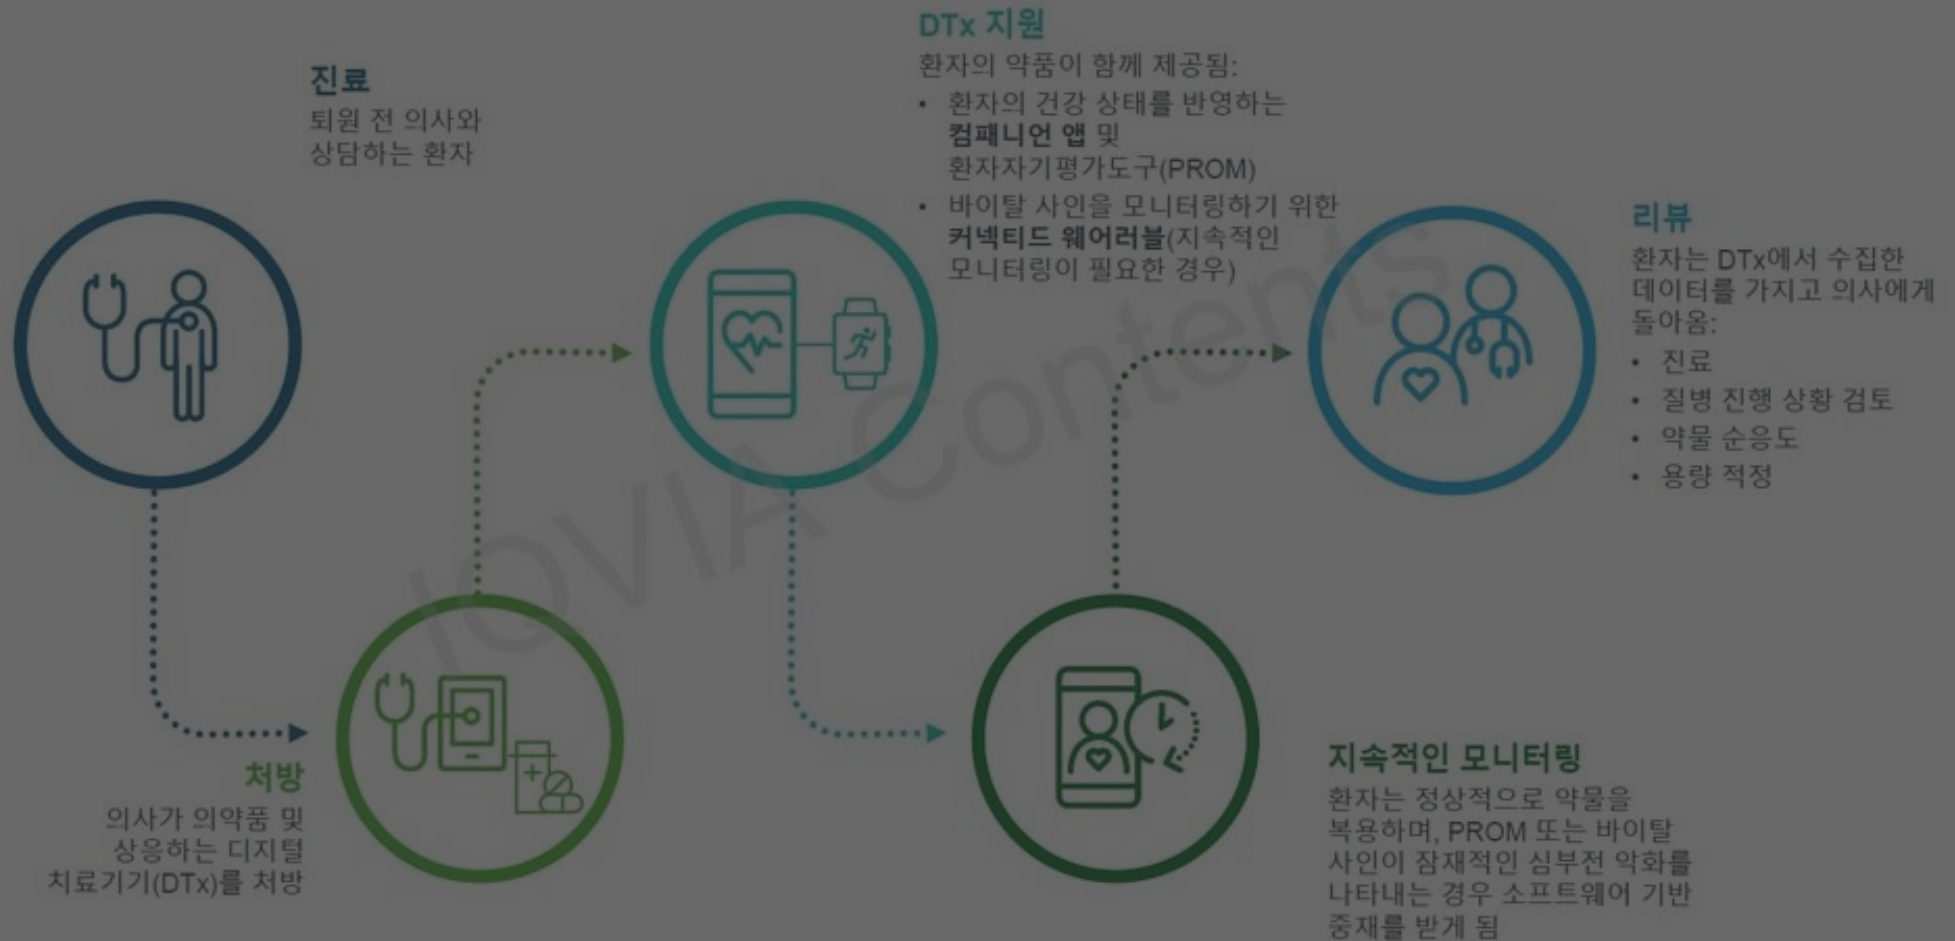 진료
퇴원 전 의사와
상담하는 환자
처방
의사가 의약품 및
상응하는 디지털
치료기기(DTx)를 처방
DTx 지원
환자의 약품이 함께 제공됨:
• 환자의 건강 상태를 반영하는
컴패니언 앱 및
환자자기평가도구(PROM)
• 바이탈 사인을 모니터링하기 위한
커넥티드 웨어러블(지속적인
모니터링이 필요한 경우)
지속적인 모니터링
환자는 정상적으로 약물을
복용하며, PROM 또는 바이탈
사인이 잠재적인 심부전 악화를
나타내는 경우 소프트웨어 기반
중재를 받게 됨
리뷰
환자는 DTx에서 수집한
데이터를 가지고 의사에게
돌아옴:
• 진료
• 질병 진행 상황 검토
• 약물 순응도
• 용량 적정
IQVIA Contents